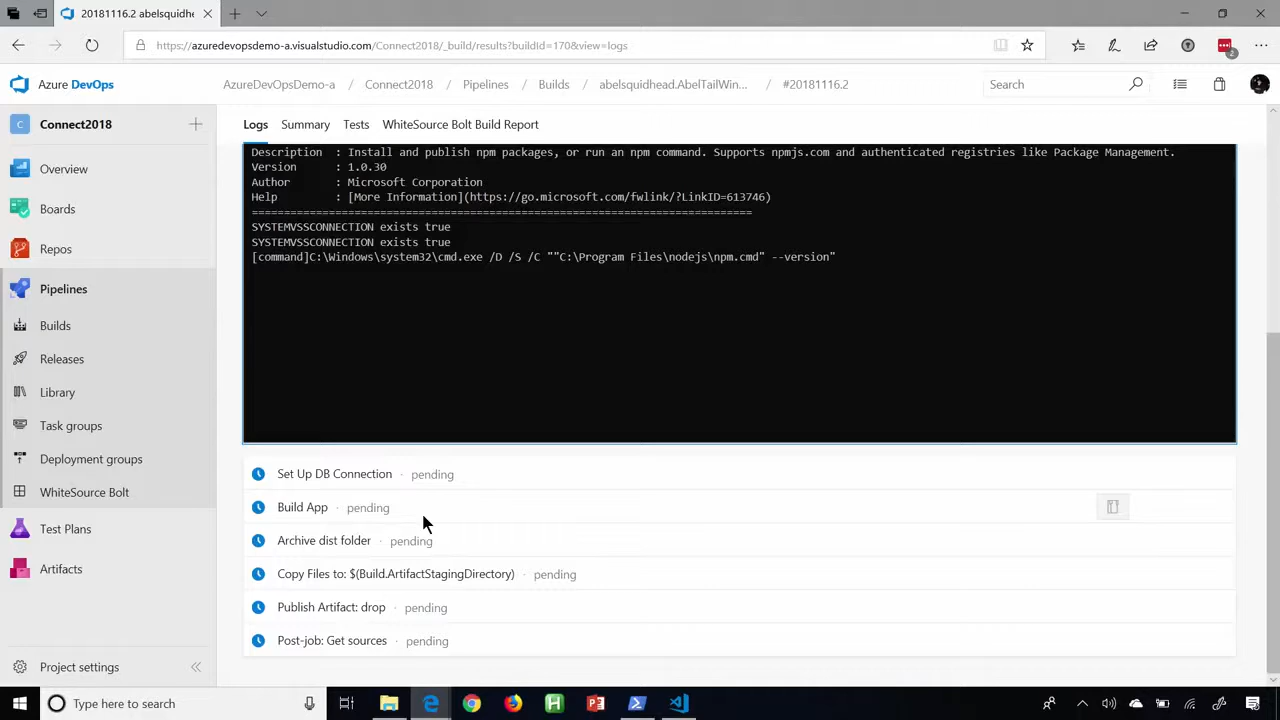 20181116.2 abelsquidhe
https://azuredevopsdemo-a.visualstudio.com/Connect2018/_build/results?buildId=170&view=logs
2
Azure DevOps
AzureDevOpsDemo-a / Connect2018 / Pipelines / Builds / abelsquidhead.AbelTailWin... / #20181116.2
Search
C Connect2018
Logs Summary Tests WhiteSource Bolt Build Report
Description : Install and publish npm packages, or run an npm command. Supports npmjs.com and authenticated registries like Package Management.
Version : 1.0.30
Author : Microsoft Corporation
Help : [More Information](https://go.microsoft.com/fwlink/?LinkID=613746)
==============================================================================
SYSTEMVSSCONNECTION exists true
SYSTEMVSSCONNECTION exists true
[command]C:\Windows\system32\cmd.exe /D /S /C ""C:\Program Files\nodejs\npm.cmd" --version"
Overview
Boards
Repos
Pipelines
Builds
Releases
Library
Task groups
Deployment groups
WhiteSource Bolt
Test Plans
Artifacts
Project settings
Set Up DB Connection · pending
Build App · pending
Archive dist folder · pending
Copy Files to: $(Build.ArtifactStagingDirectory) · pending
Publish Artifact: drop · pending
Post-job: Get sources · pending
Type here to search